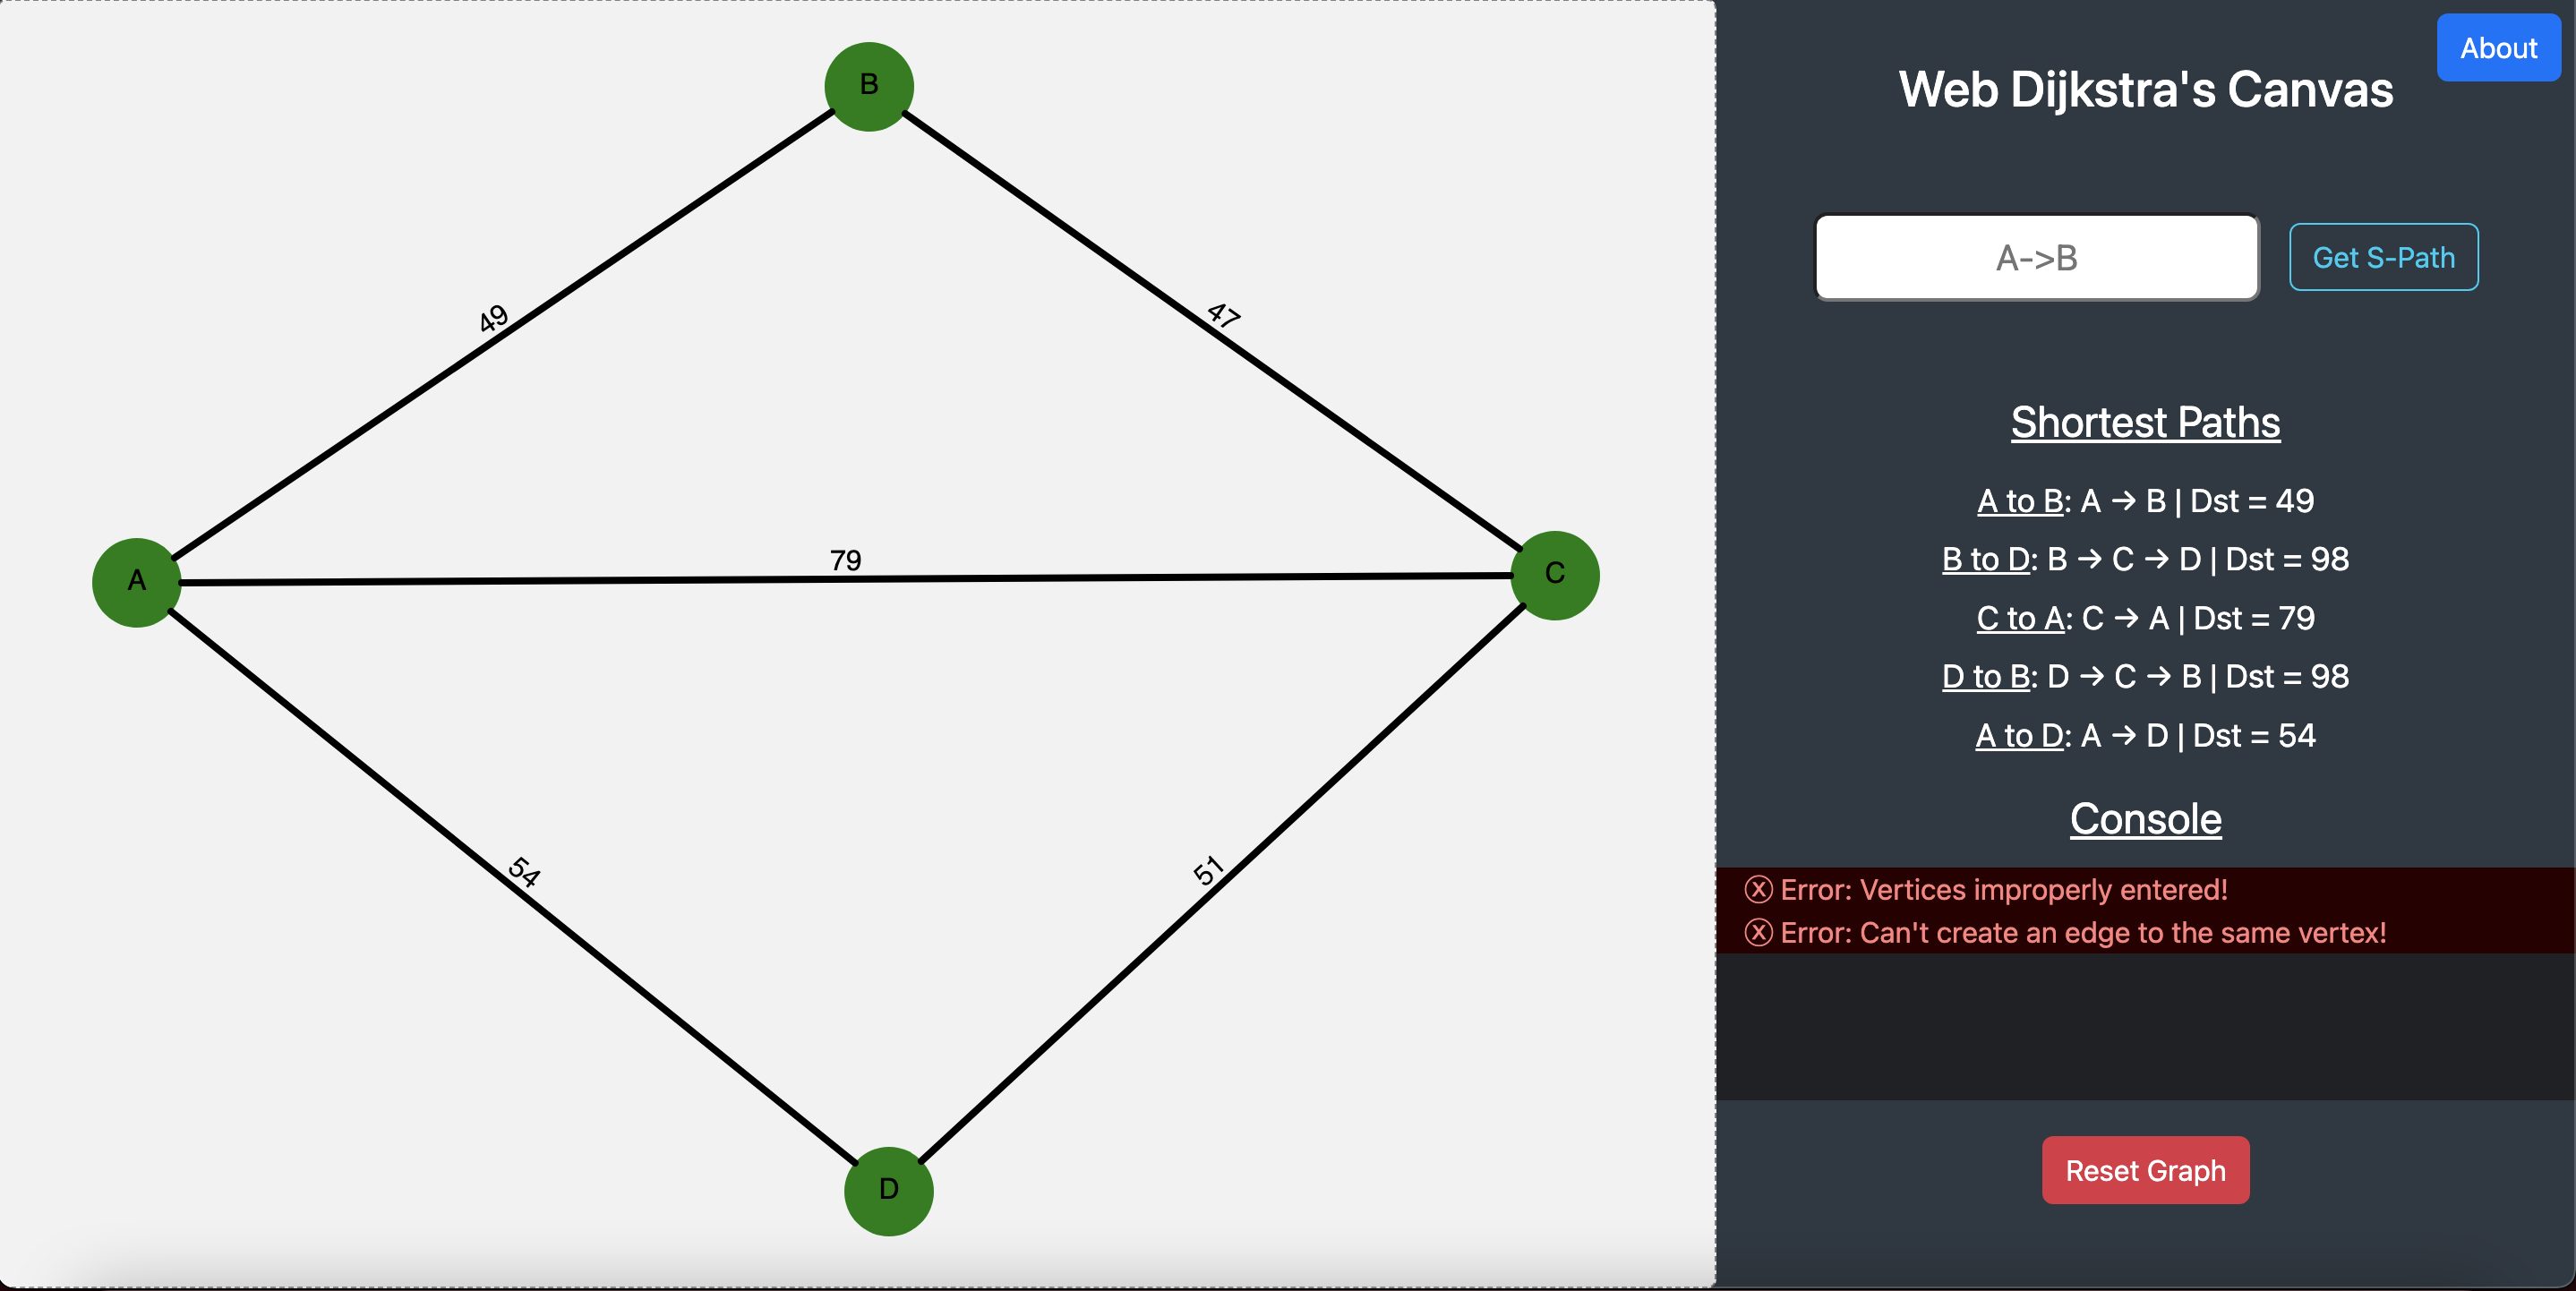 B
49
47
79
A
C
54
51
D
About
Web Dijkstra's Canvas
A->B
Get S-Path
Shortest Paths
A to B: A → B | Dst = 49
B to D: B → C → D | Dst = 98
C to A: C → A | Dst = 79
D to B: D → C → B | Dst = 98
A to D: A → D | Dst = 54
Console
ⓧ Error: Vertices improperly entered!
ⓧ Error: Can't create an edge to the same vertex!
Reset Graph